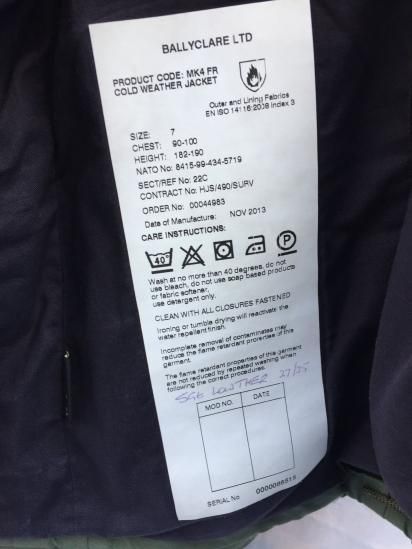 BALLYCLARE LTD
PRODUCT CODE: MK4 FR
COLD WEATHER JACKET
Outer and Lining Fabrics
EN ISO 14116:2008 Index 3
SIZE: 7
CHEST: 90-100
HEIGHT: 182-190
NATO No: 8415-99-434-5719
SECT/REF No: 22C
CONTRACT No: HJS/490/SURV
ORDER No: 00044983
Date of Manufacture: NOV 2013
CARE INSTRUCTIONS:
40° P
Wash at no more than 40 degrees, do not
use bleach, do not use soap based products
or fabric softener,
use detergent only.
CLEAN WITH ALL CLOSURES FASTENED
Ironing or tumble drying will reactivate the
water repellent finish.
Incomplete removal of contaminates may
reduce the flame retardant properties of this
garment.
The flame retardant properties of this garment
are not reduced by repeated washing when
following the correct procedures.
SGT LOWTHER 27/25
MOD NO. DATE
SERIAL No 0000086515